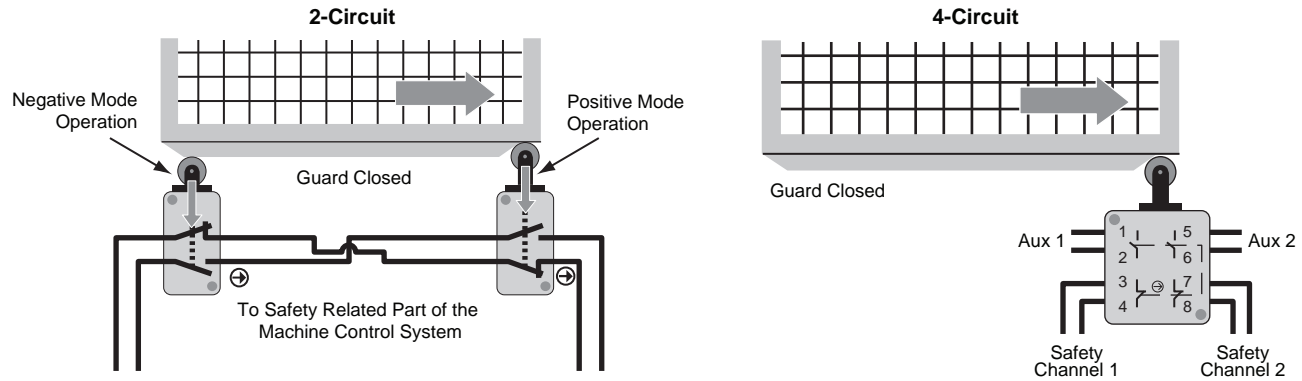 2-Circuit
Negative Mode
Operation
Positive Mode
Operation
Guard Closed
To Safety Related Part of the
Machine Control System
4-Circuit
Guard Closed
Aux 1
1
2
3
4
5
6
7
8
Aux 2
Safety
Channel 1
Safety
Channel 2